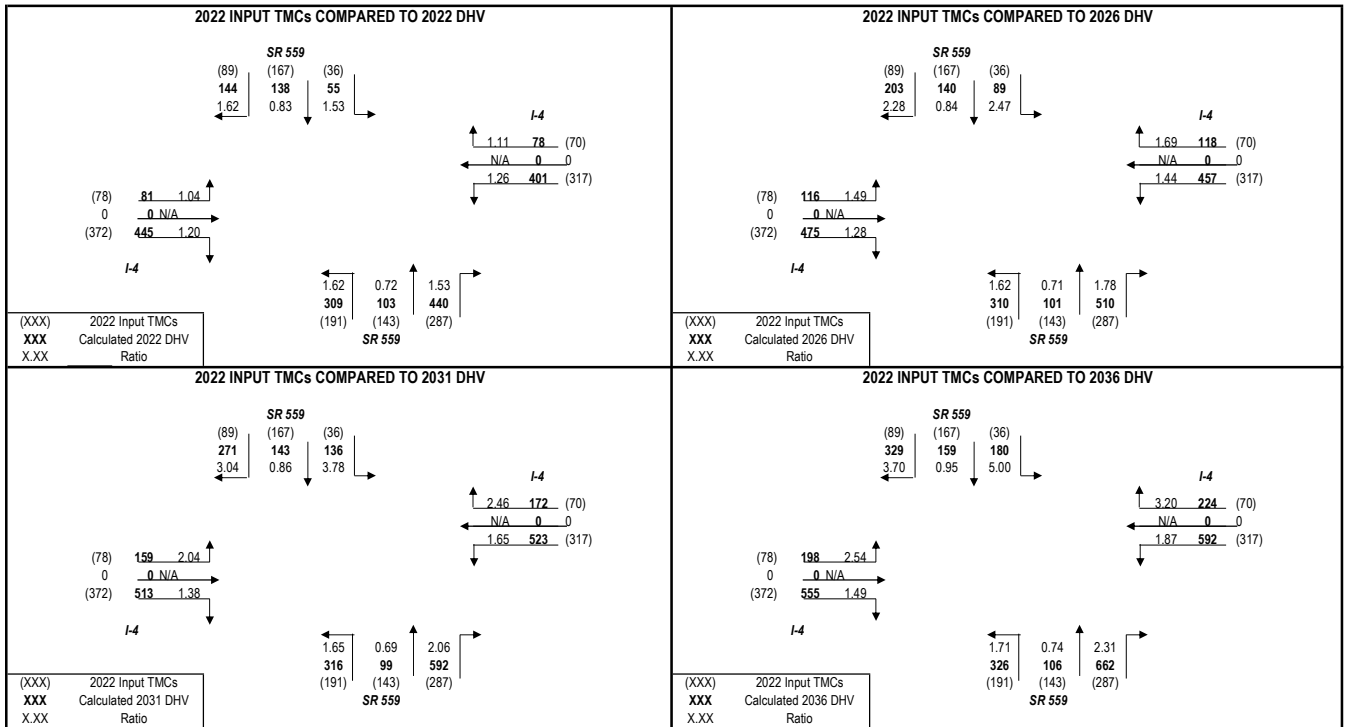 2022 INPUT TMCs COMPARED TO 2022 DHV
SR 559
(89) (167) (36)
144 138 55
1.62 0.83 1.53
I-4
1.11 78 (70)
N/A 0 0
1.26 401 (317)
(78) 81 1.04
0 0 N/A
(372) 445 1.20
I-4
1.62 0.72 1.53
309 103 440
(191) (143) (287)
SR 559
(XXX) 2022 Input TMCs
XXX Calculated 2022 DHV
X.XX Ratio
2022 INPUT TMCs COMPARED TO 2026 DHV
SR 559
(89) (167) (36)
203 140 89
2.28 0.84 2.47
I-4
1.69 118 (70)
N/A 0 0
1.44 457 (317)
(78) 116 1.49
0 0 N/A
(372) 475 1.28
I-4
1.62 0.71 1.78
310 101 510
(191) (143) (287)
SR 559
(XXX) 2022 Input TMCs
XXX Calculated 2026 DHV
X.XX Ratio
2022 INPUT TMCs COMPARED TO 2031 DHV
SR 559
(89) (167) (36)
271 143 136
3.04 0.86 3.78
I-4
2.46 172 (70)
N/A 0 0
1.65 523 (317)
(78) 159 2.04
0 0 N/A
(372) 513 1.38
I-4
1.65 0.69 2.06
316 99 592
(191) (143) (287)
SR 559
(XXX) 2022 Input TMCs
XXX Calculated 2031 DHV
X.XX Ratio
2022 INPUT TMCs COMPARED TO 2036 DHV
SR 559
(89) (167) (36)
329 159 180
3.70 0.95 5.00
I-4
3.20 224 (70)
N/A 0 0
1.87 592 (317)
(78) 198 2.54
0 0 N/A
(372) 555 1.49
I-4
1.71 0.74 2.31
326 106 662
(191) (143) (287)
SR 559
(XXX) 2022 Input TMCs
XXX Calculated 2036 DHV
X.XX Ratio